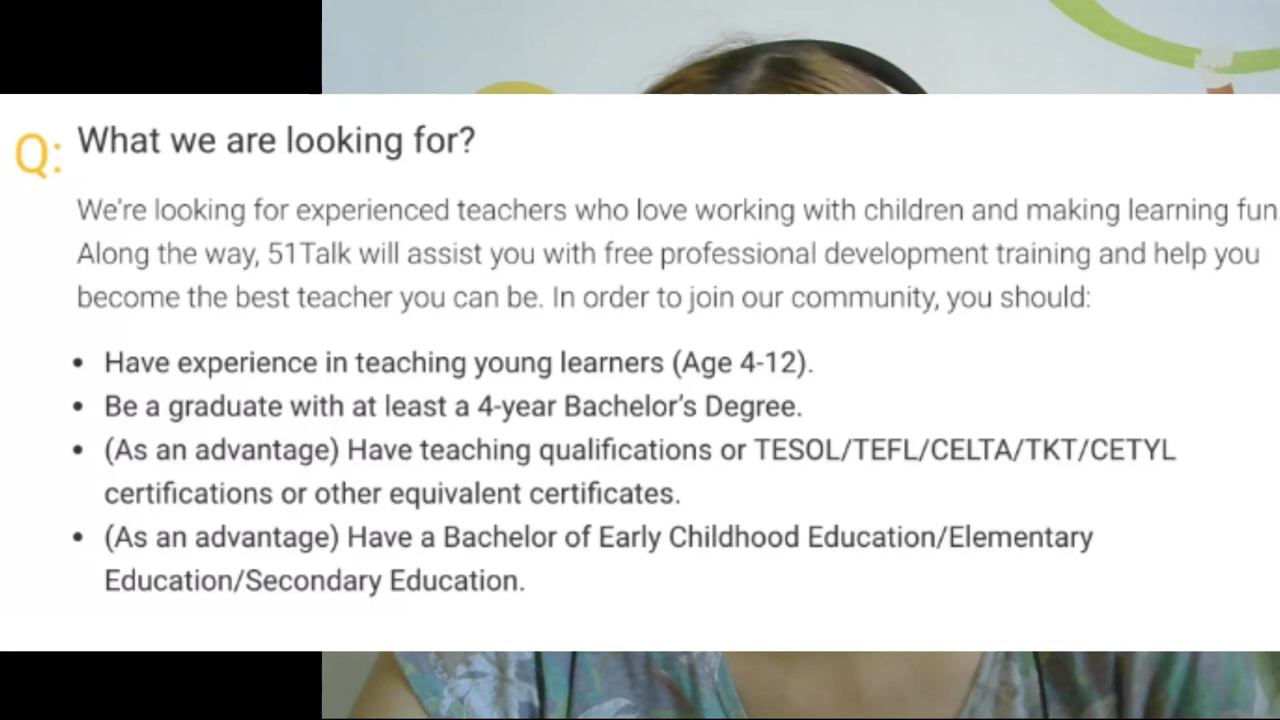 Q: What we are looking for?
We're looking for experienced teachers who love working with children and making learning fun
Along the way, 51Talk will assist you with free professional development training and help you
become the best teacher you can be. In order to join our community, you should:
• Have experience in teaching young learners (Age 4-12).
• Be a graduate with at least a 4-year Bachelor's Degree.
• (As an advantage) Have teaching qualifications or TESOL/TEFL/CELTA/TKT/CETYL
certifications or other equivalent certificates.
• (As an advantage) Have a Bachelor of Early Childhood Education/Elementary
Education/Secondary Education.